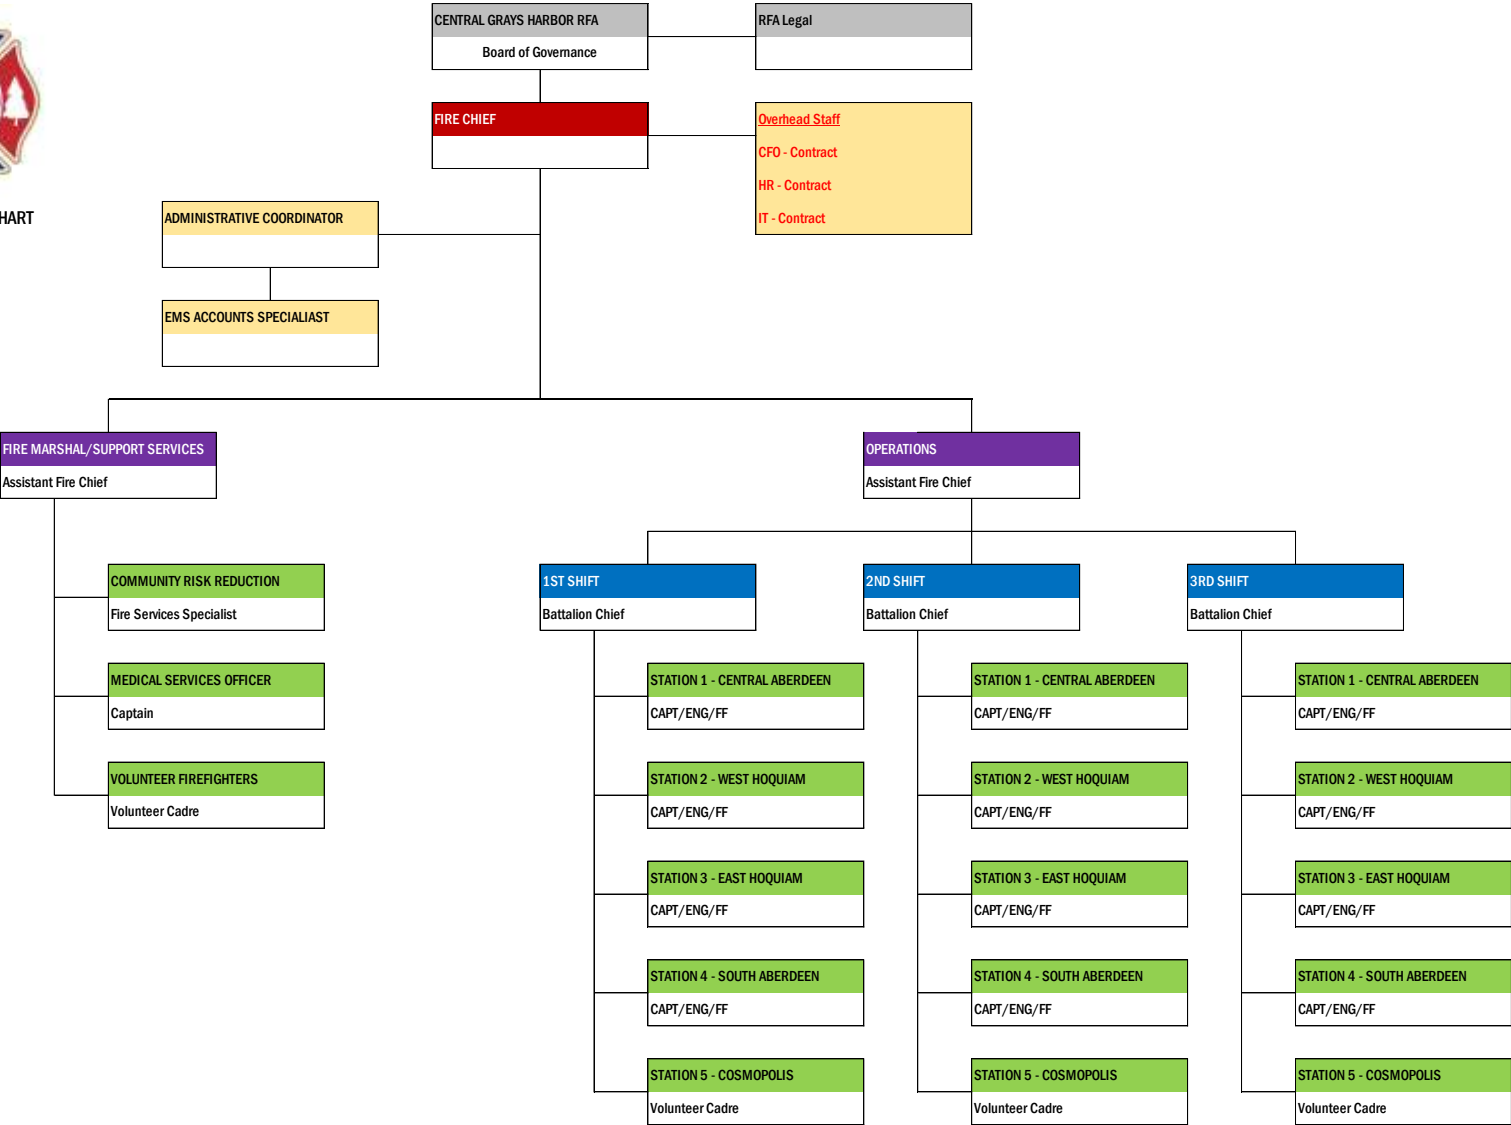 CENTRAL GRAYS HARBOR RFA
Board of Governance
RFA Legal
FIRE CHIEF
Overhead Staff
CFO - Contract
HR - Contract
IT - Contract
HART
ADMINISTRATIVE COORDINATOR
EMS ACCOUNTS SPECIALIAST
FIRE MARSHAL/SUPPORT SERVICES
Assistant Fire Chief
OPERATIONS
Assistant Fire Chief
COMMUNITY RISK REDUCTION
Fire Services Specialist
MEDICAL SERVICES OFFICER
Captain
VOLUNTEER FIREFIGHTERS
Volunteer Cadre
1ST SHIFT
Battalion Chief
STATION 1 - CENTRAL ABERDEEN
CAPT/ENG/FF
STATION 2 - WEST HOQUIAM
CAPT/ENG/FF
STATION 3 - EAST HOQUIAM
CAPT/ENG/FF
STATION 4 - SOUTH ABERDEEN
CAPT/ENG/FF
STATION 5 - COSMOPOLIS
Volunteer Cadre
2ND SHIFT
Battalion Chief
STATION 1 - CENTRAL ABERDEEN
CAPT/ENG/FF
STATION 2 - WEST HOQUIAM
CAPT/ENG/FF
STATION 3 - EAST HOQUIAM
CAPT/ENG/FF
STATION 4 - SOUTH ABERDEEN
CAPT/ENG/FF
STATION 5 - COSMOPOLIS
Volunteer Cadre
3RD SHIFT
Battalion Chief
STATION 1 - CENTRAL ABERDEEN
CAPT/ENG/FF
STATION 2 - WEST HOQUIAM
CAPT/ENG/FF
STATION 3 - EAST HOQUIAM
CAPT/ENG/FF
STATION 4 - SOUTH ABERDEEN
CAPT/ENG/FF
STATION 5 - COSMOPOLIS
Volunteer Cadre